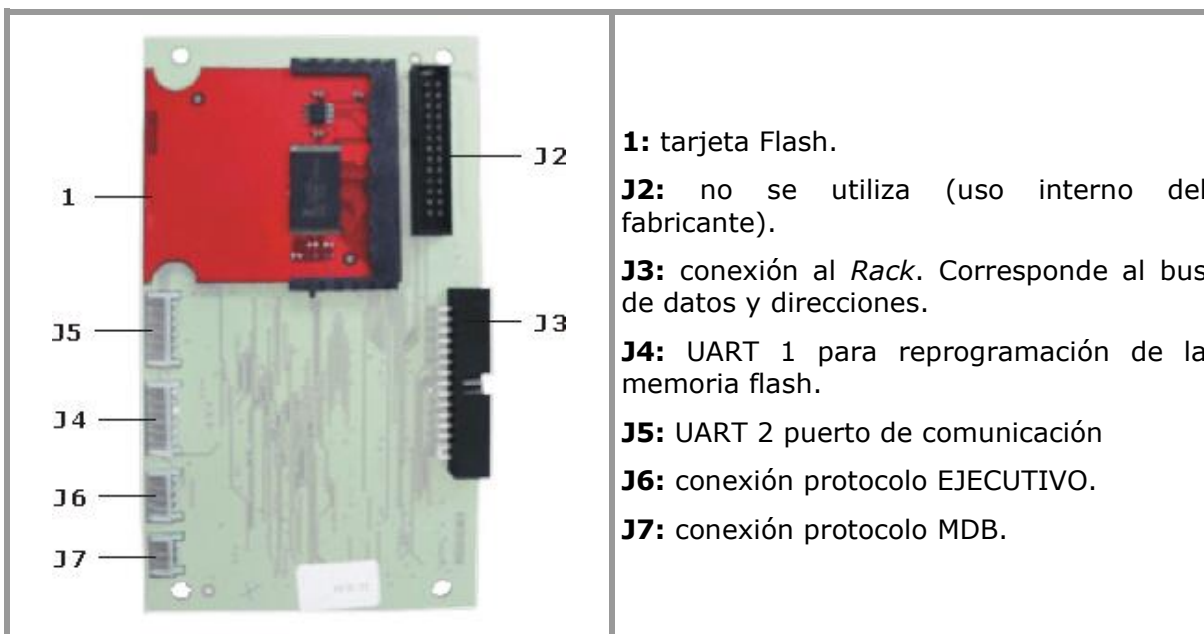 1
J2
J3
J5
J4
J6
J7
1: tarjeta Flash.
J2: no se utiliza (uso interno del
fabricante).
J3: conexión al Rack. Corresponde al bus
de datos y direcciones.
J4: UART 1 para reprogramación de la
memoria flash.
J5: UART 2 puerto de comunicación
J6: conexión protocolo EJECUTIVO.
J7: conexión protocolo MDB.